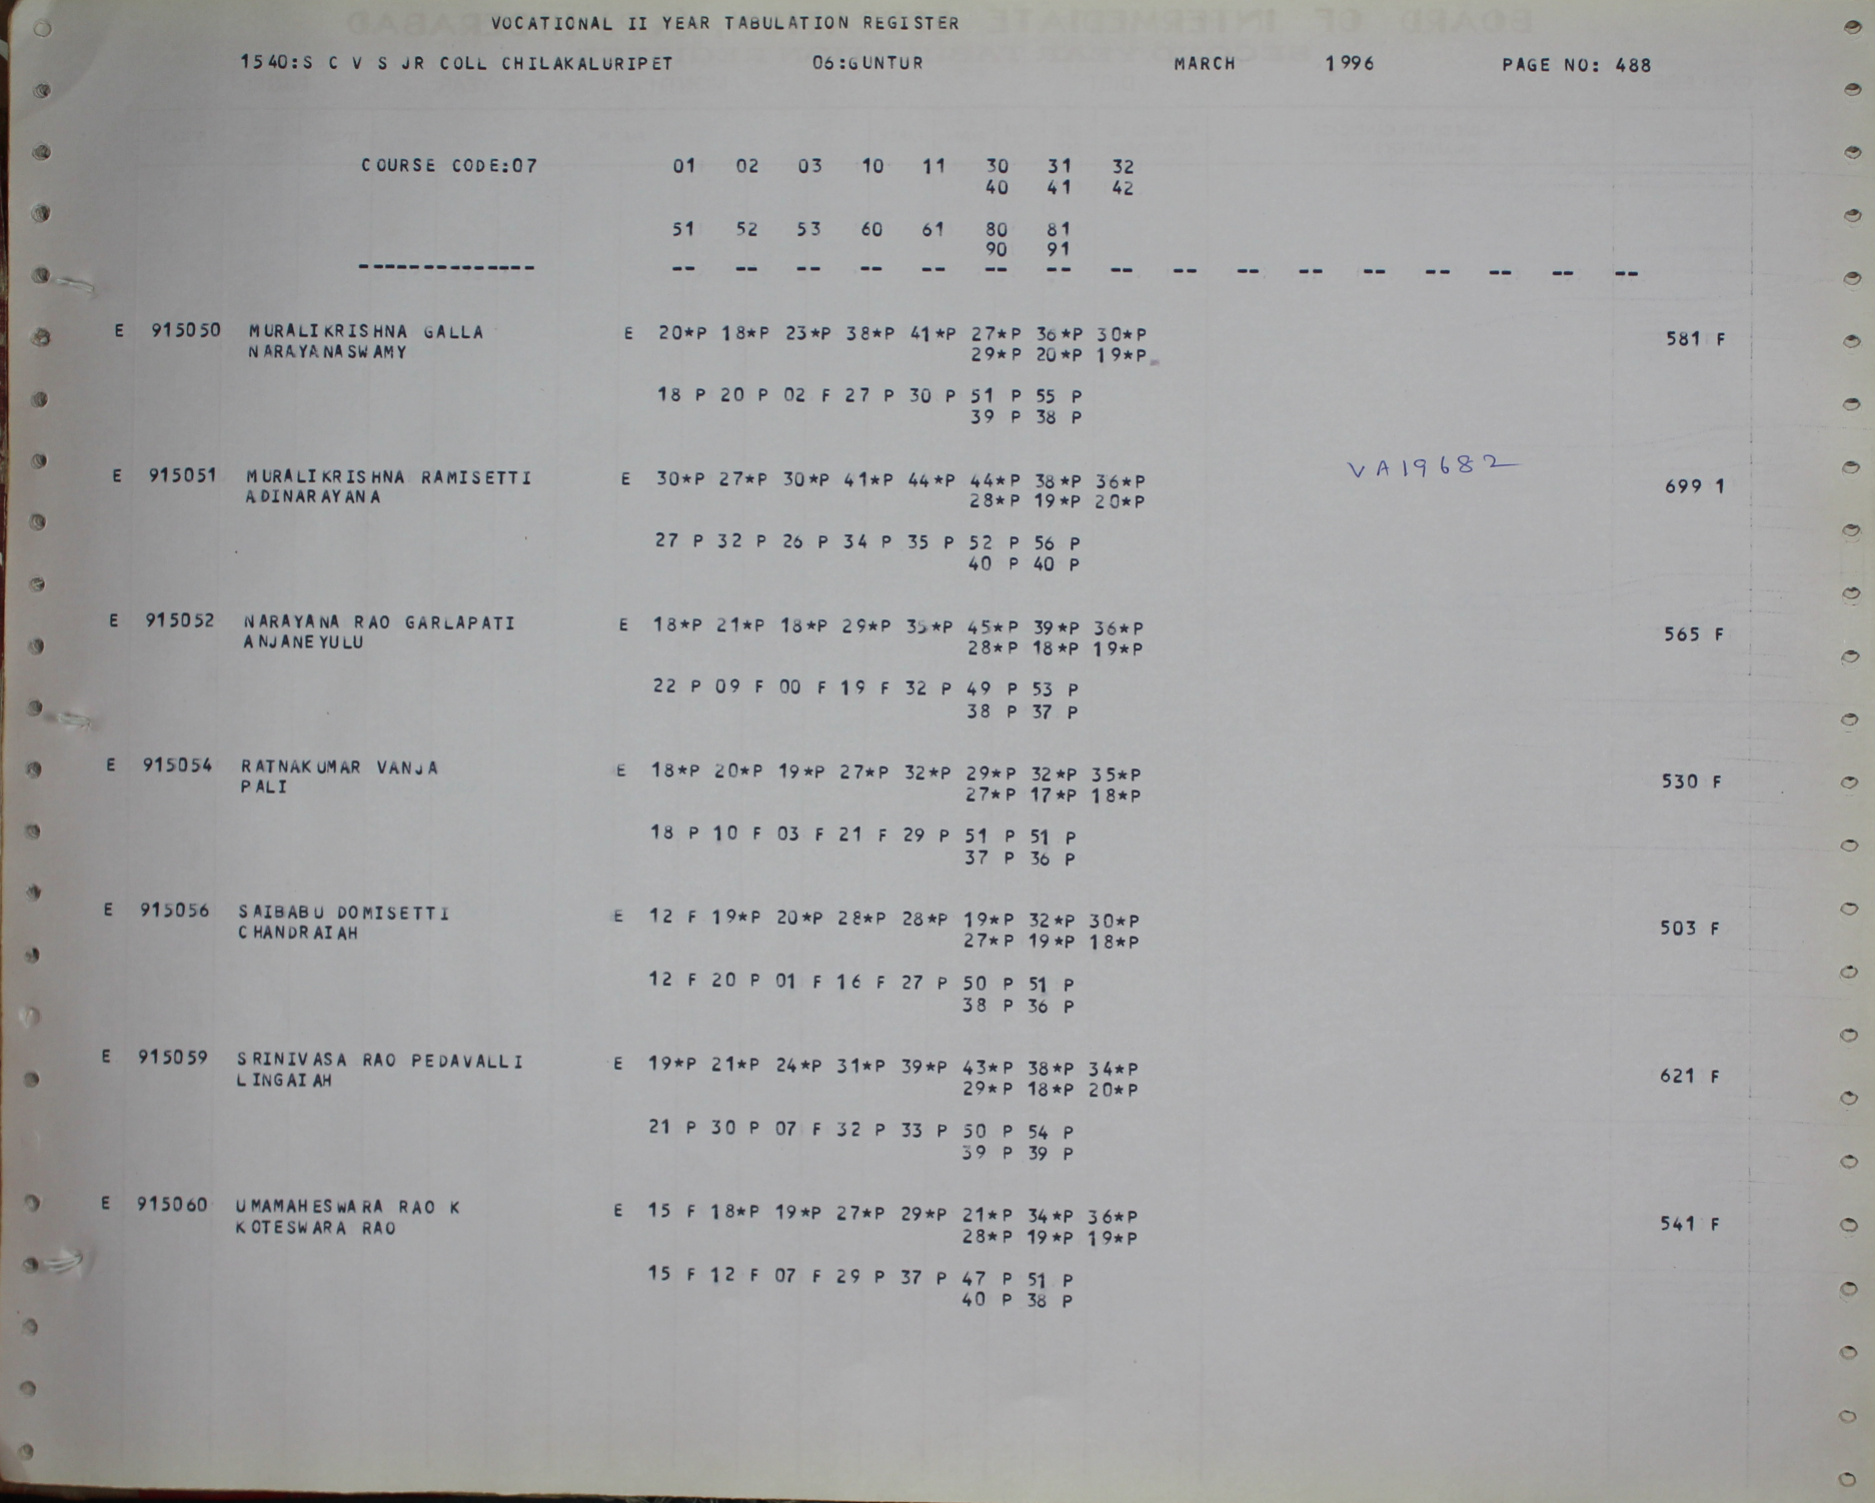 VOCATIONAL II YEAR TABULATION REGISTER
1540:S C V S JR COLL CHILAKALURIPET 06:GUNTUR MARCH 1996 PAGE NO: 488
COURSE CODE:07 01 02 03 10 11 30 31 32
40 41 42
51 52 53 60 61 80 81
90 91
-------------- -- -- -- -- -- -- -- -- -- -- -- -- -- -- -- --
E 915050 MURALIKRISHNA GALLA E 20*P 18*P 23*P 38*P 41*P 27*P 36*P 30*P 581 F
NARAYANASWAMY 29*P 20*P 19*P
18 P 20 P 02 F 27 P 30 P 51 P 55 P
39 P 38 P
VA19682
E 915051 MURALIKRISHNA RAMISETTI E 30*P 27*P 30*P 41*P 44*P 44*P 38*P 36*P 699 1
ADINARAYANA 28*P 19*P 20*P
27 P 32 P 26 P 34 P 35 P 52 P 56 P
40 P 40 P
E 915052 NARAYANA RAO GARLAPATI E 18*P 21*P 18*P 29*P 35*P 45*P 39*P 36*P 565 F
ANJANEYULU 28*P 18*P 19*P
22 P 09 F 00 F 19 F 32 P 49 P 53 P
38 P 37 P
E 915054 RATNAKUMAR VANJA E 18*P 20*P 19*P 27*P 32*P 29*P 32*P 35*P 530 F
PALI 27*P 17*P 18*P
18 P 10 F 03 F 21 F 29 P 51 P 51 P
37 P 36 P
E 915056 SAIBABU DOMISETTI E 12 F 19*P 20*P 28*P 28*P 19*P 32*P 30*P 503 F
CHANDRAIAH 27*P 19*P 18*P
12 F 20 P 01 F 16 F 27 P 50 P 51 P
38 P 36 P
E 915059 SRINIVASA RAO PEDAVALLI E 19*P 21*P 24*P 31*P 39*P 43*P 38*P 34*P 621 F
LINGAIAH 29*P 18*P 20*P
21 P 30 P 07 F 32 P 33 P 50 P 54 P
39 P 39 P
E 915060 UMAMAHESWARA RAO K E 15 F 18*P 19*P 27*P 29*P 21*P 34*P 36*P 541 F
KOTESWARA RAO 28*P 19*P 19*P
15 F 12 F 07 F 29 P 37 P 47 P 51 P
40 P 38 P